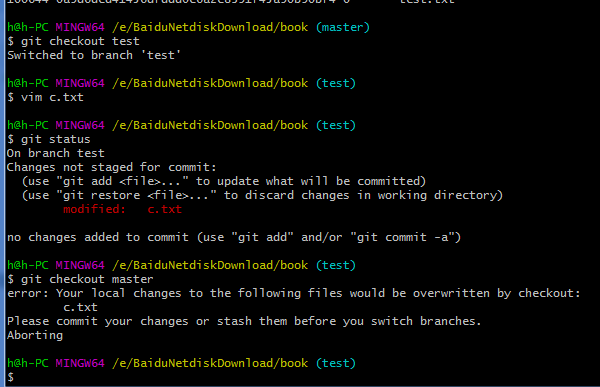 h@h-PC MINGW64 /e/BaiduNetdiskDownload/book (master)
$ git checkout test
Switched to branch 'test'
h@h-PC MINGW64 /e/BaiduNetdiskDownload/book (test)
$ vim c.txt
h@h-PC MINGW64 /e/BaiduNetdiskDownload/book (test)
$ git status
On branch test
Changes not staged for commit:
(use "git add <file>..." to update what will be committed)
(use "git restore <file>..." to discard changes in working directory)
modified: c.txt
no changes added to commit (use "git add" and/or "git commit -a")
h@h-PC MINGW64 /e/BaiduNetdiskDownload/book (test)
$ git checkout master
error: Your local changes to the following files would be overwritten by checkout:
c.txt
Please commit your changes or stash them before you switch branches.
Aborting
h@h-PC MINGW64 /e/BaiduNetdiskDownload/book (test)
$